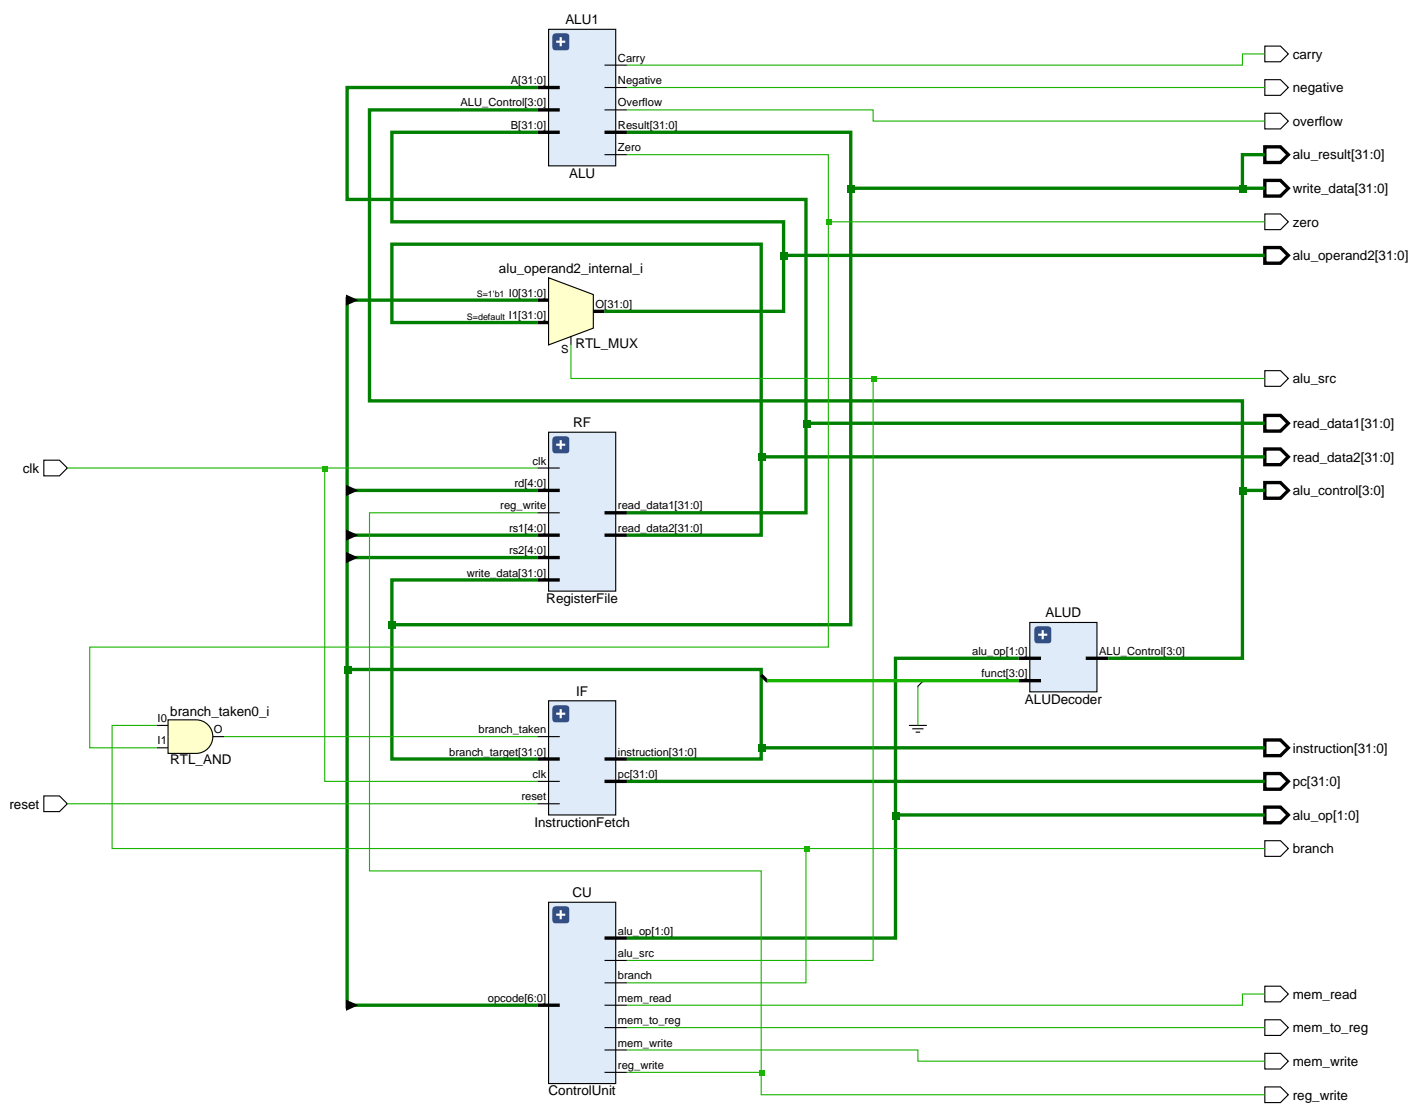 ALU1
A[31:0]
ALU_Control[3:0]
B[31:0]
Carry
Negative
Overflow
Result[31:0]
Zero
ALU
carry
negative
overflow
alu_result[31:0]
write_data[31:0]
zero
alu_operand2[31:0]
alu_operand2_internal_i
S=1'b1 I0[31:0]
S=default I1[31:0]
O[31:0]
S
RTL_MUX
alu_src
read_data1[31:0]
read_data2[31:0]
alu_control[3:0]
RF
clk
clk
rd[4:0]
reg_write
rs1[4:0]
rs2[4:0]
write_data[31:0]
read_data1[31:0]
read_data2[31:0]
RegisterFile
ALUD
alu_op[1:0]
funct[3:0]
ALU_Control[3:0]
ALUDecoder
branch_taken0_i
I0
I1
O
RTL_AND
IF
branch_taken
branch_target[31:0]
clk
reset
instruction[31:0]
pc[31:0]
InstructionFetch
reset
instruction[31:0]
pc[31:0]
alu_op[1:0]
branch
CU
opcode[6:0]
alu_op[1:0]
alu_src
branch
mem_read
mem_to_reg
mem_write
reg_write
ControlUnit
mem_read
mem_to_reg
mem_write
reg_write